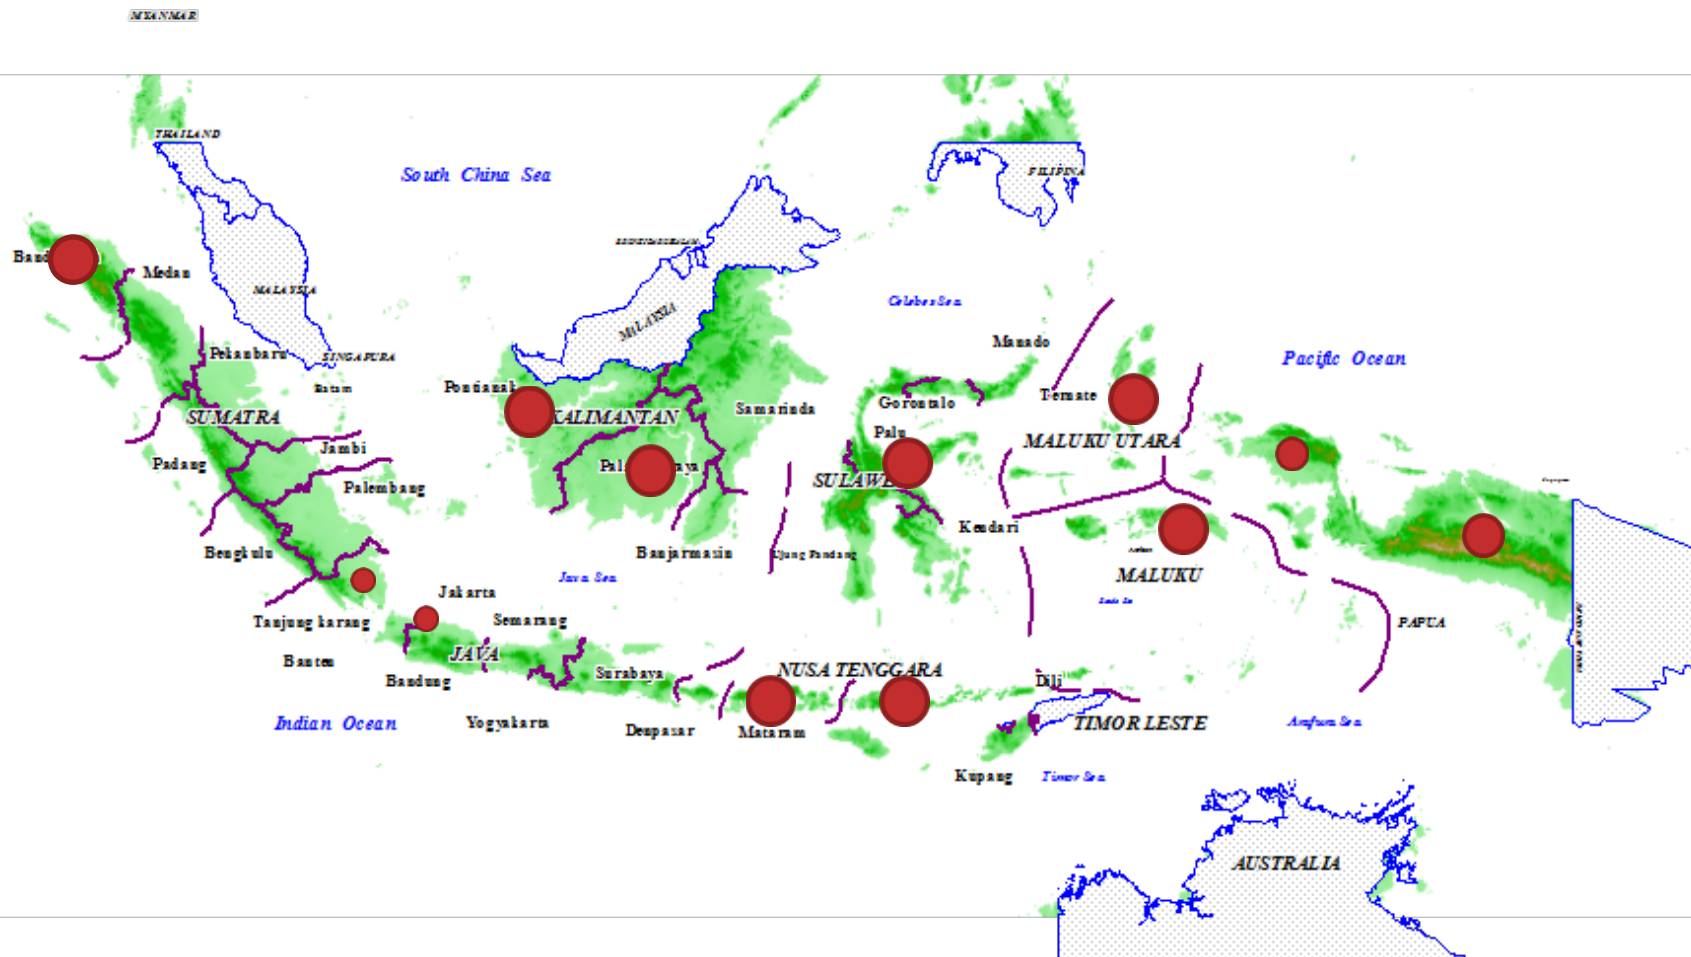 MYANMAR
THAILAND
South China Sea
FILIPINA
Medan
MALAYSIA
Celebes Sea
MALAYSIA
Manado
Pekanbaru
SINGAPURA
Pacific Ocean
Batam
Ternate
Gorontalo
Samarinda
SUMATRA
KALIMANTAN
Palu
MALUKU UTARA
Jambi
Padang
Palembang
Kendari
Bengkulu
Banjarmasin
Ujung Pandang
MALUKU
Java Sea
Jakarta
Tanjung karang
Semarang
PAPUA
Banten
JAVA
Bandung
Surabaya
NUSA TENGGARA
Dili
Indian Ocean
Yogyakarta
Denpasar
Mataram
TIMOR LESTE
Arafura Sea
Kupang
Timor Sea
AUSTRALIA